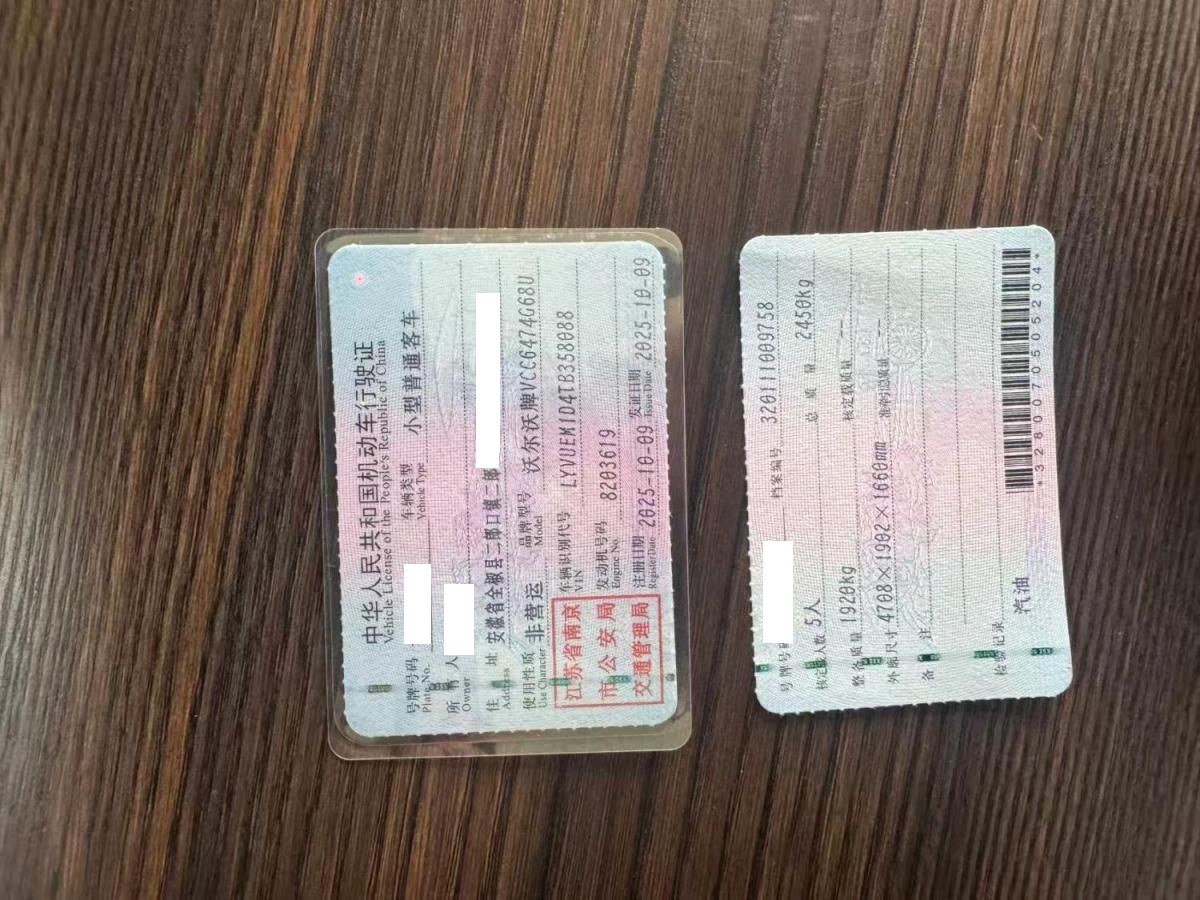 中华人民共和国机动车行驶证
Vehicle License of the People's Republic of China
号牌号码
Plate No.
车辆类型 小型普通客车
Vehicle Type
所有人
Owner
住址 安徽省全椒县二郎口镇二郎
Address
使用性质 非营运
Use Character
品牌型号 沃尔沃牌VCC6474G68U
Model
江苏省南京
市公安局
交通管理局
车辆识别代号 LYVUEM1D4TB358088
VIN
发动机号码 8203619
Engine No.
注册日期 2025-10-09
Register Date
发证日期 2025-10-09
Issue Date
号牌号码
档案编号 320111009758
核定载人数 5人
总质量 2450kg
整备质量 1920kg
核定载质量 --
外廓尺寸 4708×1902×1660mm
准牵引总质量 --
备注
检验记录
汽油
*3280070505204*